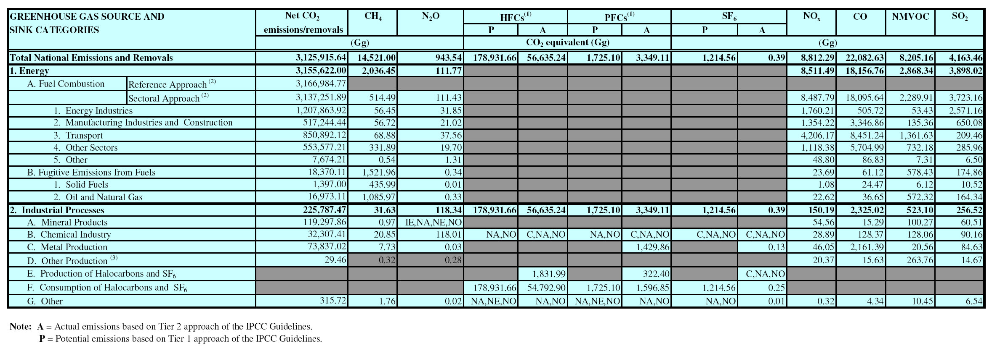 GREENHOUSE GAS SOURCE AND Net CO2 CH4 N2O HFCs(1) PFCs(1) SF6 NOx CO NMVOC SO2
SINK CATEGORIES emissions/removals P A P A P A
(Gg) CO2 equivalent (Gg) (Gg)
Total National Emissions and Removals 3,125,915.64 14,521.00 943.54 178,931.66 56,635.24 1,725.10 3,349.11 1,214.56 0.39 8,812.29 22,082.63 8,205.16 4,163.46
1. Energy 3,155,622.00 2,036.45 111.77 8,511.49 18,156.76 2,868.34 3,898.02
A. Fuel Combustion Reference Approach (2) 3,166,984.77
Sectoral Approach (2) 3,137,251.89 514.49 111.43 8,487.79 18,095.64 2,289.91 3,723.16
1. Energy Industries 1,207,863.92 56.45 31.85 1,760.21 505.72 53.43 2,571.16
2. Manufacturing Industries and Construction 517,244.44 56.72 21.02 1,354.22 3,346.86 135.36 650.08
3. Transport 850,892.12 68.88 37.56 4,206.17 8,451.24 1,361.63 209.46
4. Other Sectors 553,577.21 331.89 19.70 1,118.38 5,704.99 732.18 285.96
5. Other 7,674.21 0.54 1.31 48.80 86.83 7.31 6.50
B. Fugitive Emissions from Fuels 18,370.11 1,521.96 0.34 23.69 61.12 578.43 174.86
1. Solid Fuels 1,397.00 435.99 0.01 1.08 24.47 6.12 10.52
2. Oil and Natural Gas 16,973.11 1,085.97 0.33 22.62 36.65 572.32 164.34
2. Industrial Processes 225,787.47 31.63 118.34 178,931.66 56,635.24 1,725.10 3,349.11 1,214.56 0.39 150.19 2,325.02 523.10 256.52
A. Mineral Products 119,297.86 0.97 IE,NA,NE,NO 54.56 15.29 100.27 60.51
B. Chemical Industry 32,307.41 20.85 118.01 NA,NO C,NA,NO NA,NO C,NA,NO C,NA,NO C,NA,NO 28.89 128.37 128.06 90.16
C. Metal Production 73,837.02 7.73 0.03 1,429.86 0.13 46.05 2,161.39 20.56 84.63
D. Other Production (3) 29.46 0.32 0.28 20.37 15.63 263.76 14.67
E. Production of Halocarbons and SF6 1,831.99 322.40 C,NA,NO
F. Consumption of Halocarbons and SF6 178,931.66 54,792.90 1,725.10 1,596.85 1,214.56 0.25
G. Other 315.72 1.76 0.02 NA,NE,NO NA,NO NA,NE,NO NA,NO NA,NO 0.01 0.32 4.34 10.45 6.54
Note: A = Actual emissions based on Tier 2 approach of the IPCC Guidelines.
P = Potential emissions based on Tier 1 approach of the IPCC Guidelines.